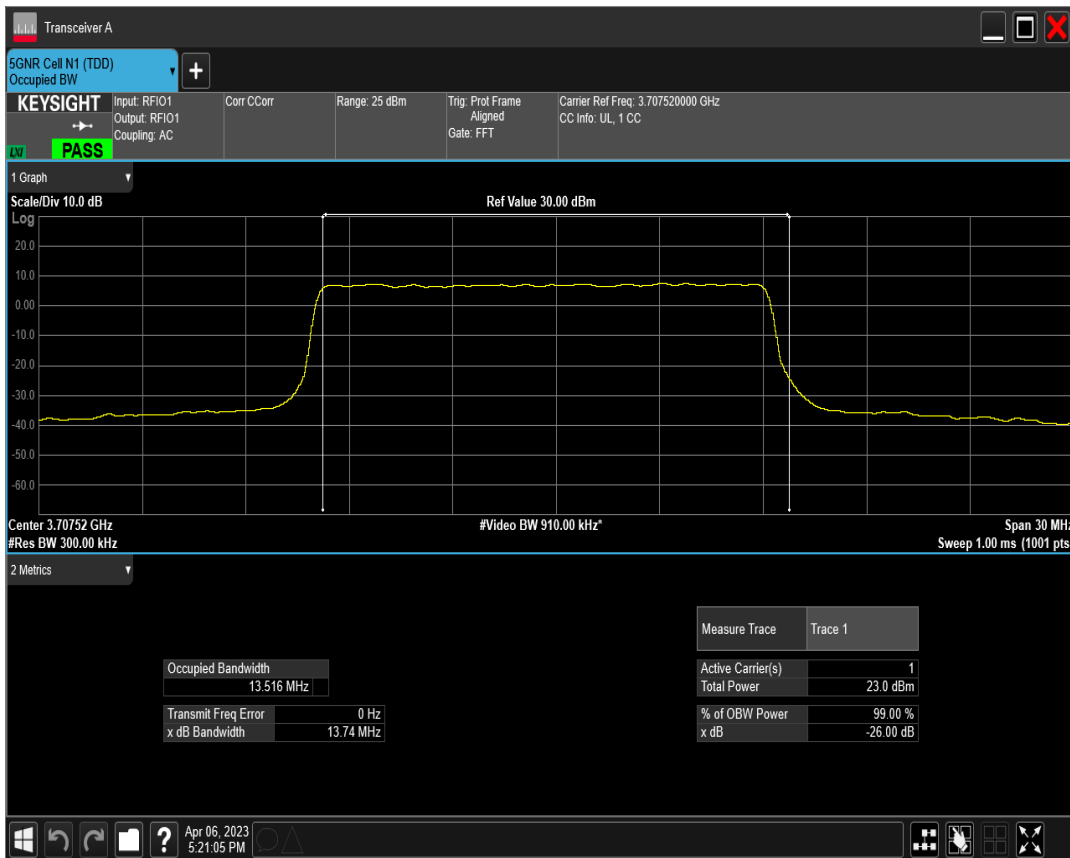 Transceiver A
5GNR Cell N1 (TDD)
Occupied BW
+
KEYSIGHT
LXI
PASS
Input: RFIO1
Output: RFIO1
Coupling: AC
Corr CCorr
Range: 25 dBm
Trig: Prot Frame
Aligned
Gate: FFT
Carrier Ref Freq: 3.707520000 GHz
CC Info: UL, 1 CC
1 Graph
Scale/Div 10.0 dB
Ref Value 30.00 dBm
Log
20.0
10.0
0.00
-10.0
-20.0
-30.0
-40.0
-50.0
-60.0
Center 3.70752 GHz
#Video BW 910.00 kHz*
Span 30 MHz
#Res BW 300.00 kHz
Sweep 1.00 ms (1001 pts
2 Metrics
Measure Trace Trace 1
Occupied Bandwidth
13.516 MHz
Active Carrier(s) 1
Total Power 23.0 dBm
Transmit Freq Error 0 Hz
x dB Bandwidth 13.74 MHz
% of OBW Power 99.00 %
x dB -26.00 dB
?
Apr 06, 2023
5:21:05 PM